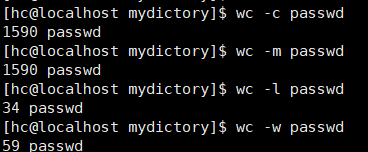 [hc@localhost mydictory]$ wc -c passwd
1590 passwd
[hc@localhost mydictory]$ wc -m passwd
1590 passwd
[hc@localhost mydictory]$ wc -l passwd
34 passwd
[hc@localhost mydictory]$ wc -w passwd
59 passwd